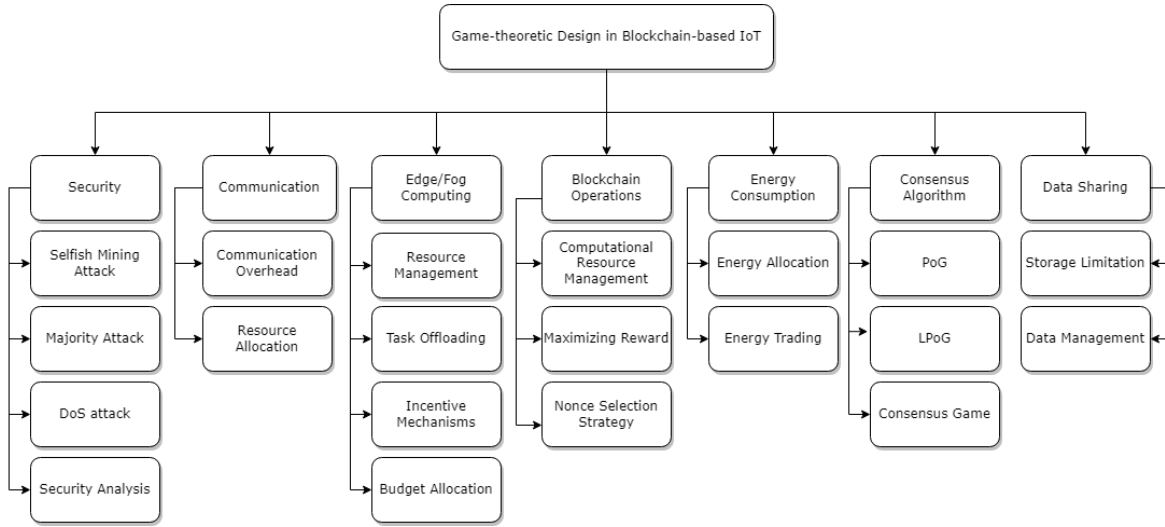 Game-theoretic Design in Blockchain-based IoT
Security
Selfish Mining
Attack
Majority Attack
DoS attack
Security Analysis
Communication
Communication
Overhead
Resource
Allocation
Edge/Fog
Computing
Resource
Management
Task Offloading
Incentive
Mechanisms
Budget Allocation
Blockchain
Operations
Computational
Resource
Management
Maximizing Reward
Nonce Selection
Strategy
Energy
Consumption
Energy Allocation
Energy Trading
Consensus
Algorithm
PoG
LPoG
Consensus Game
Data Sharing
Storage Limitation
Data Management